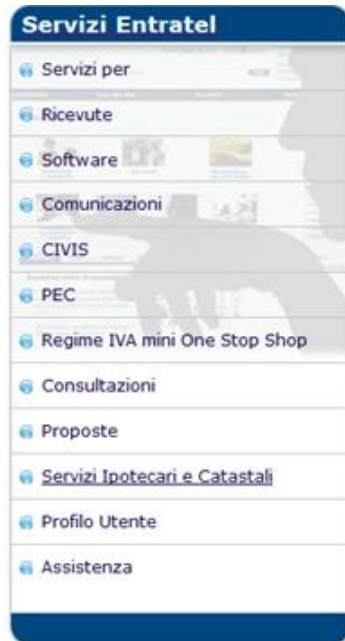 Servizi Entratel
Servizi per
Ricevute
Software
Comunicazioni
CIVIS
PEC
Regime IVA mini One Stop Shop
Consultazioni
Proposte
Servizi Ipotecari e Catastali
Profilo Utente
Assistenza